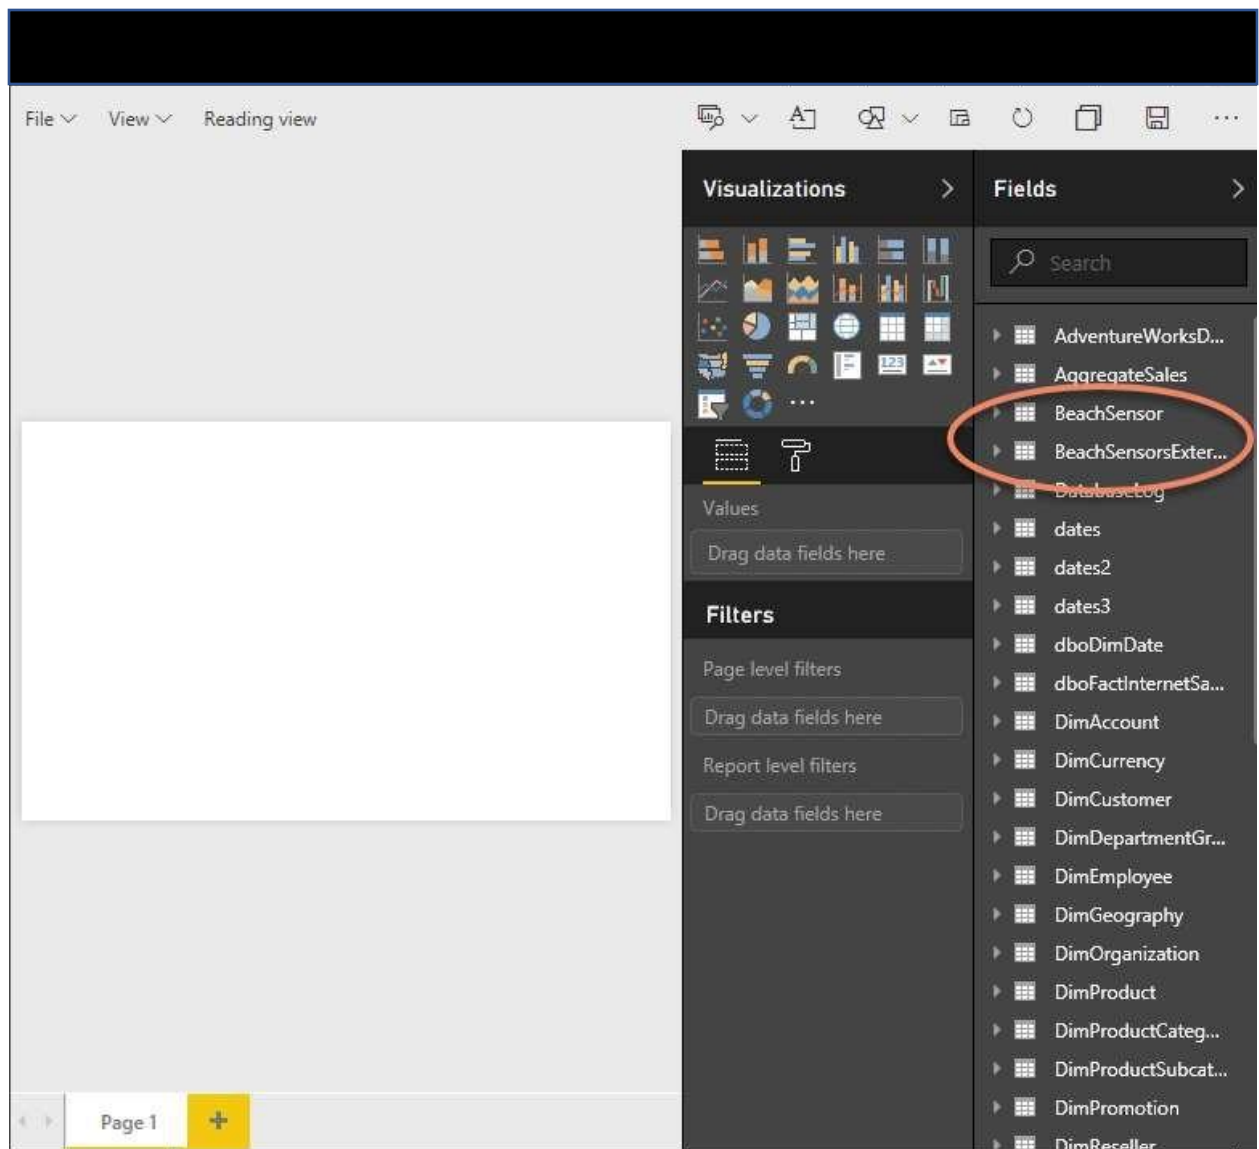 File View Reading view
Visualizations
Values
Drag data fields here
Filters
Page level filters
Drag data fields here
Report level filters
Drag data fields here
Fields
Search
AdventureWorksD...
AggregateSales
BeachSensor
BeachSensorsExter...
DatabaseLog
dates
dates2
dates3
dboDimDate
dboFactInternetSa...
DimAccount
DimCurrency
DimCustomer
DimDepartmentGr...
DimEmployee
DimGeography
DimOrganization
DimProduct
DimProductCateg...
DimProductSubcat...
DimPromotion
DimReseller
Page 1